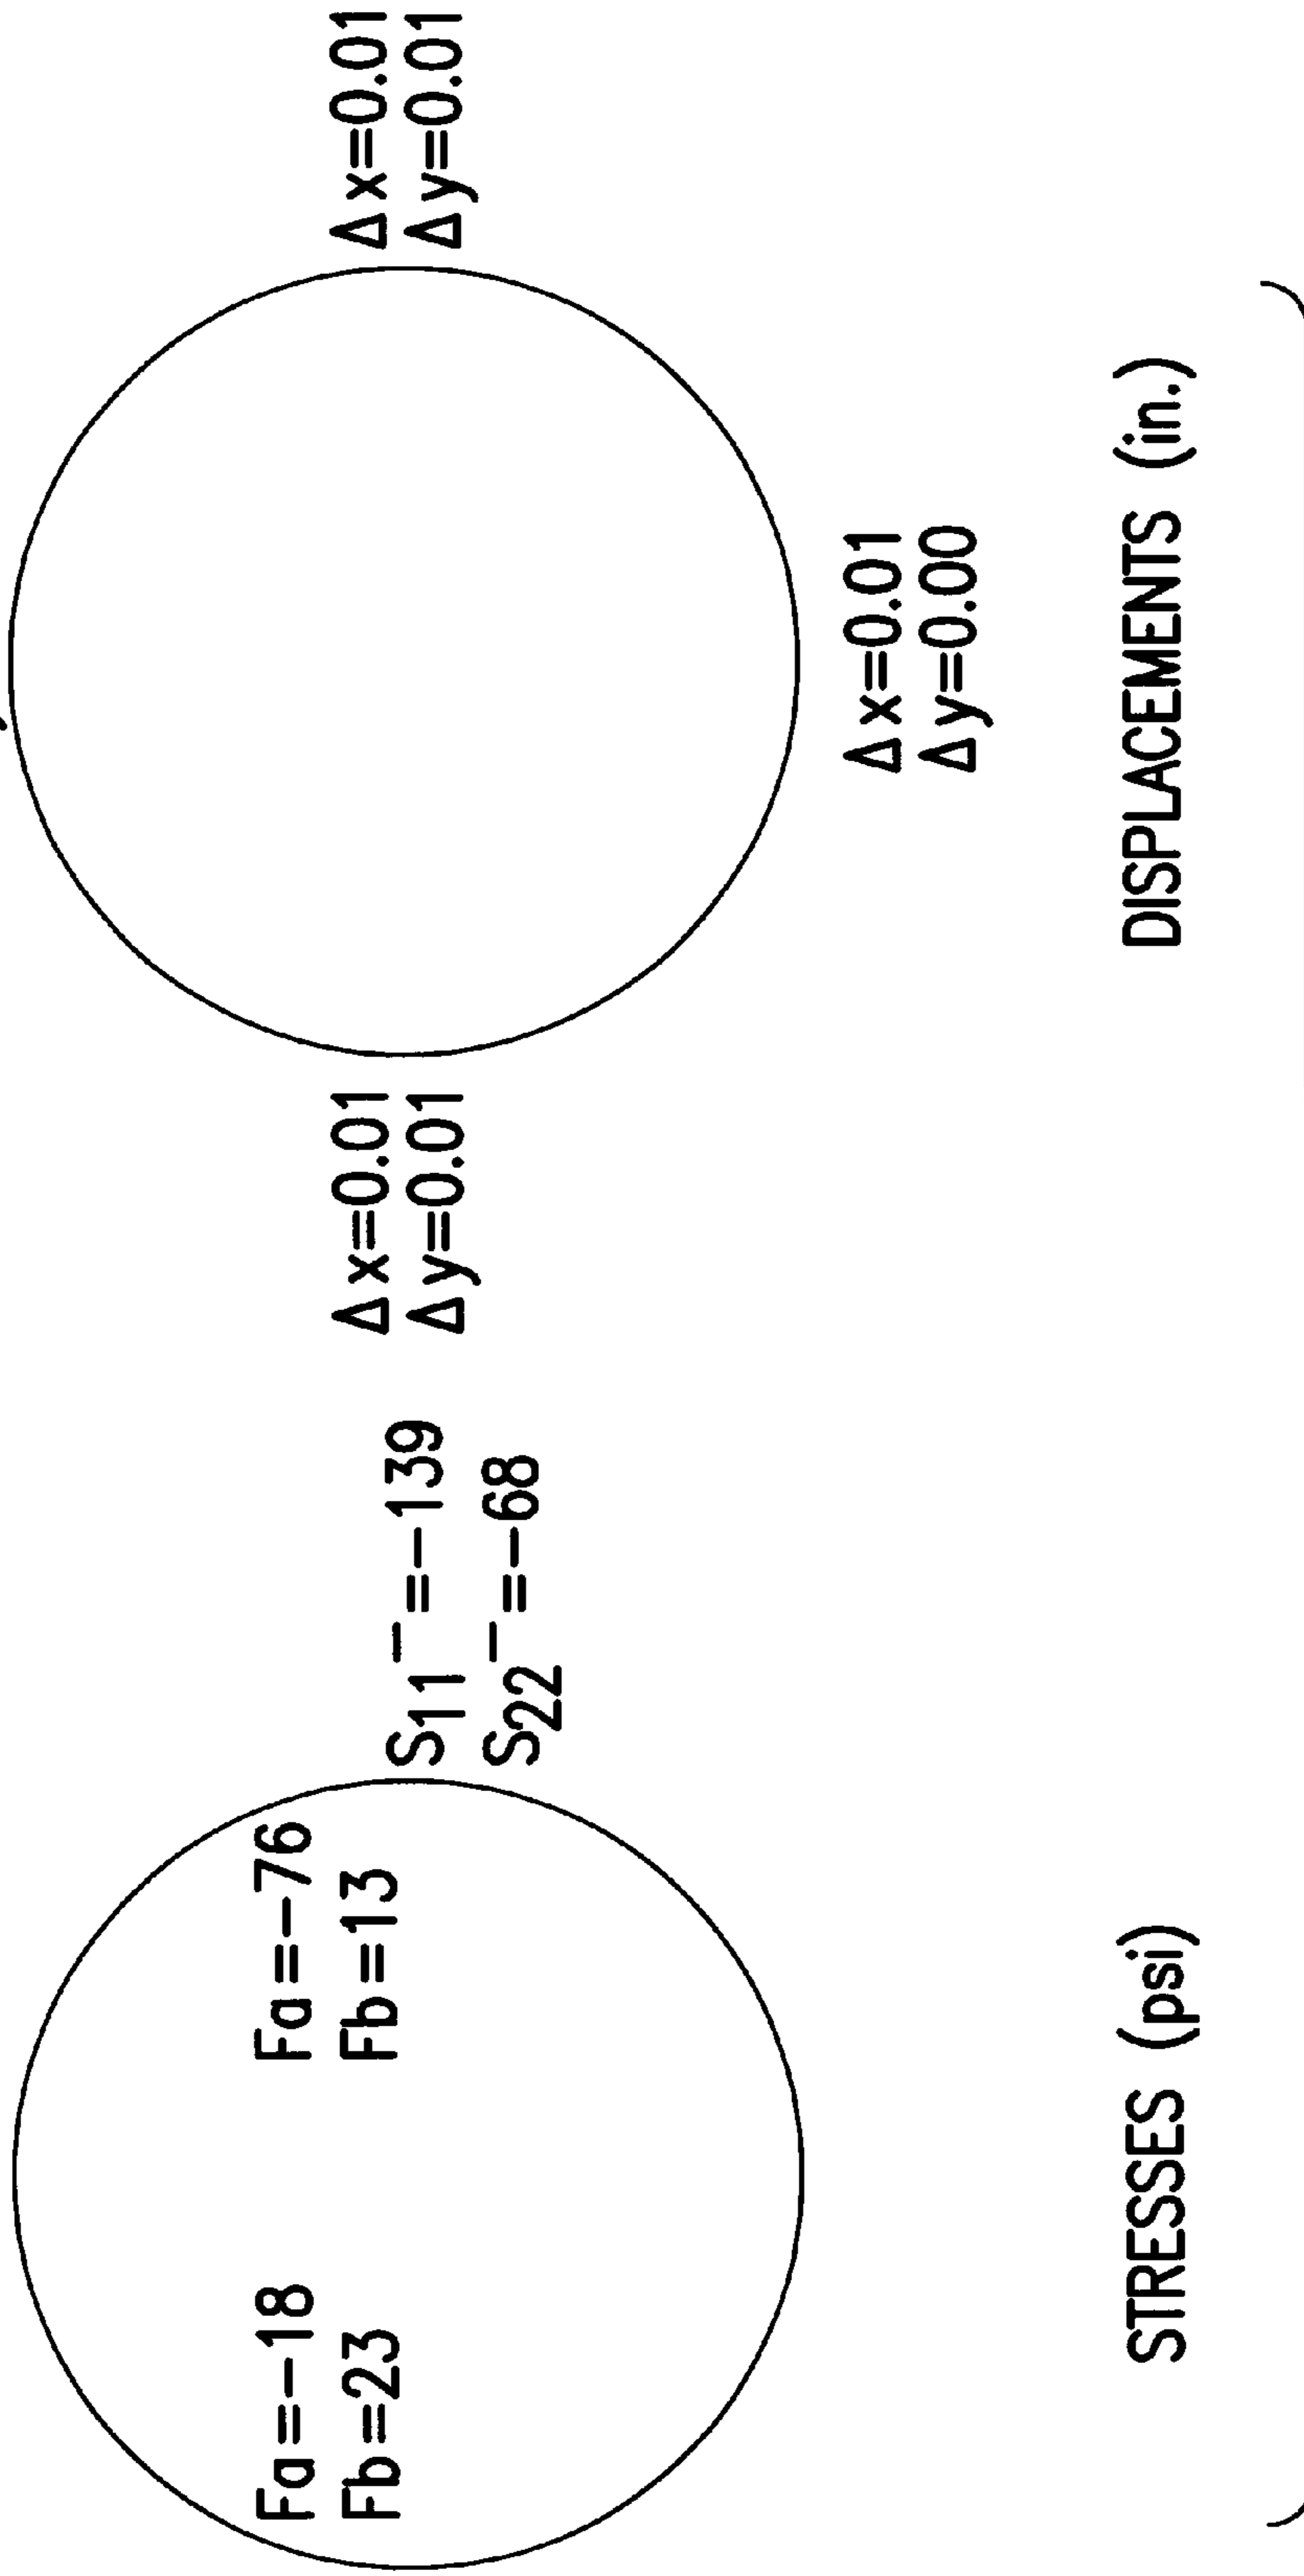 Fa=-18
Fb=23
Fa=-76
Fb=13
S11‾=-139
S22‾=-68
STRESSES (psi)
Δx=0.01
Δy=0.01
Δx=0.01
Δy=0.01
Δx=0.01
Δy=0.00
DISPLACEMENTS (in.)